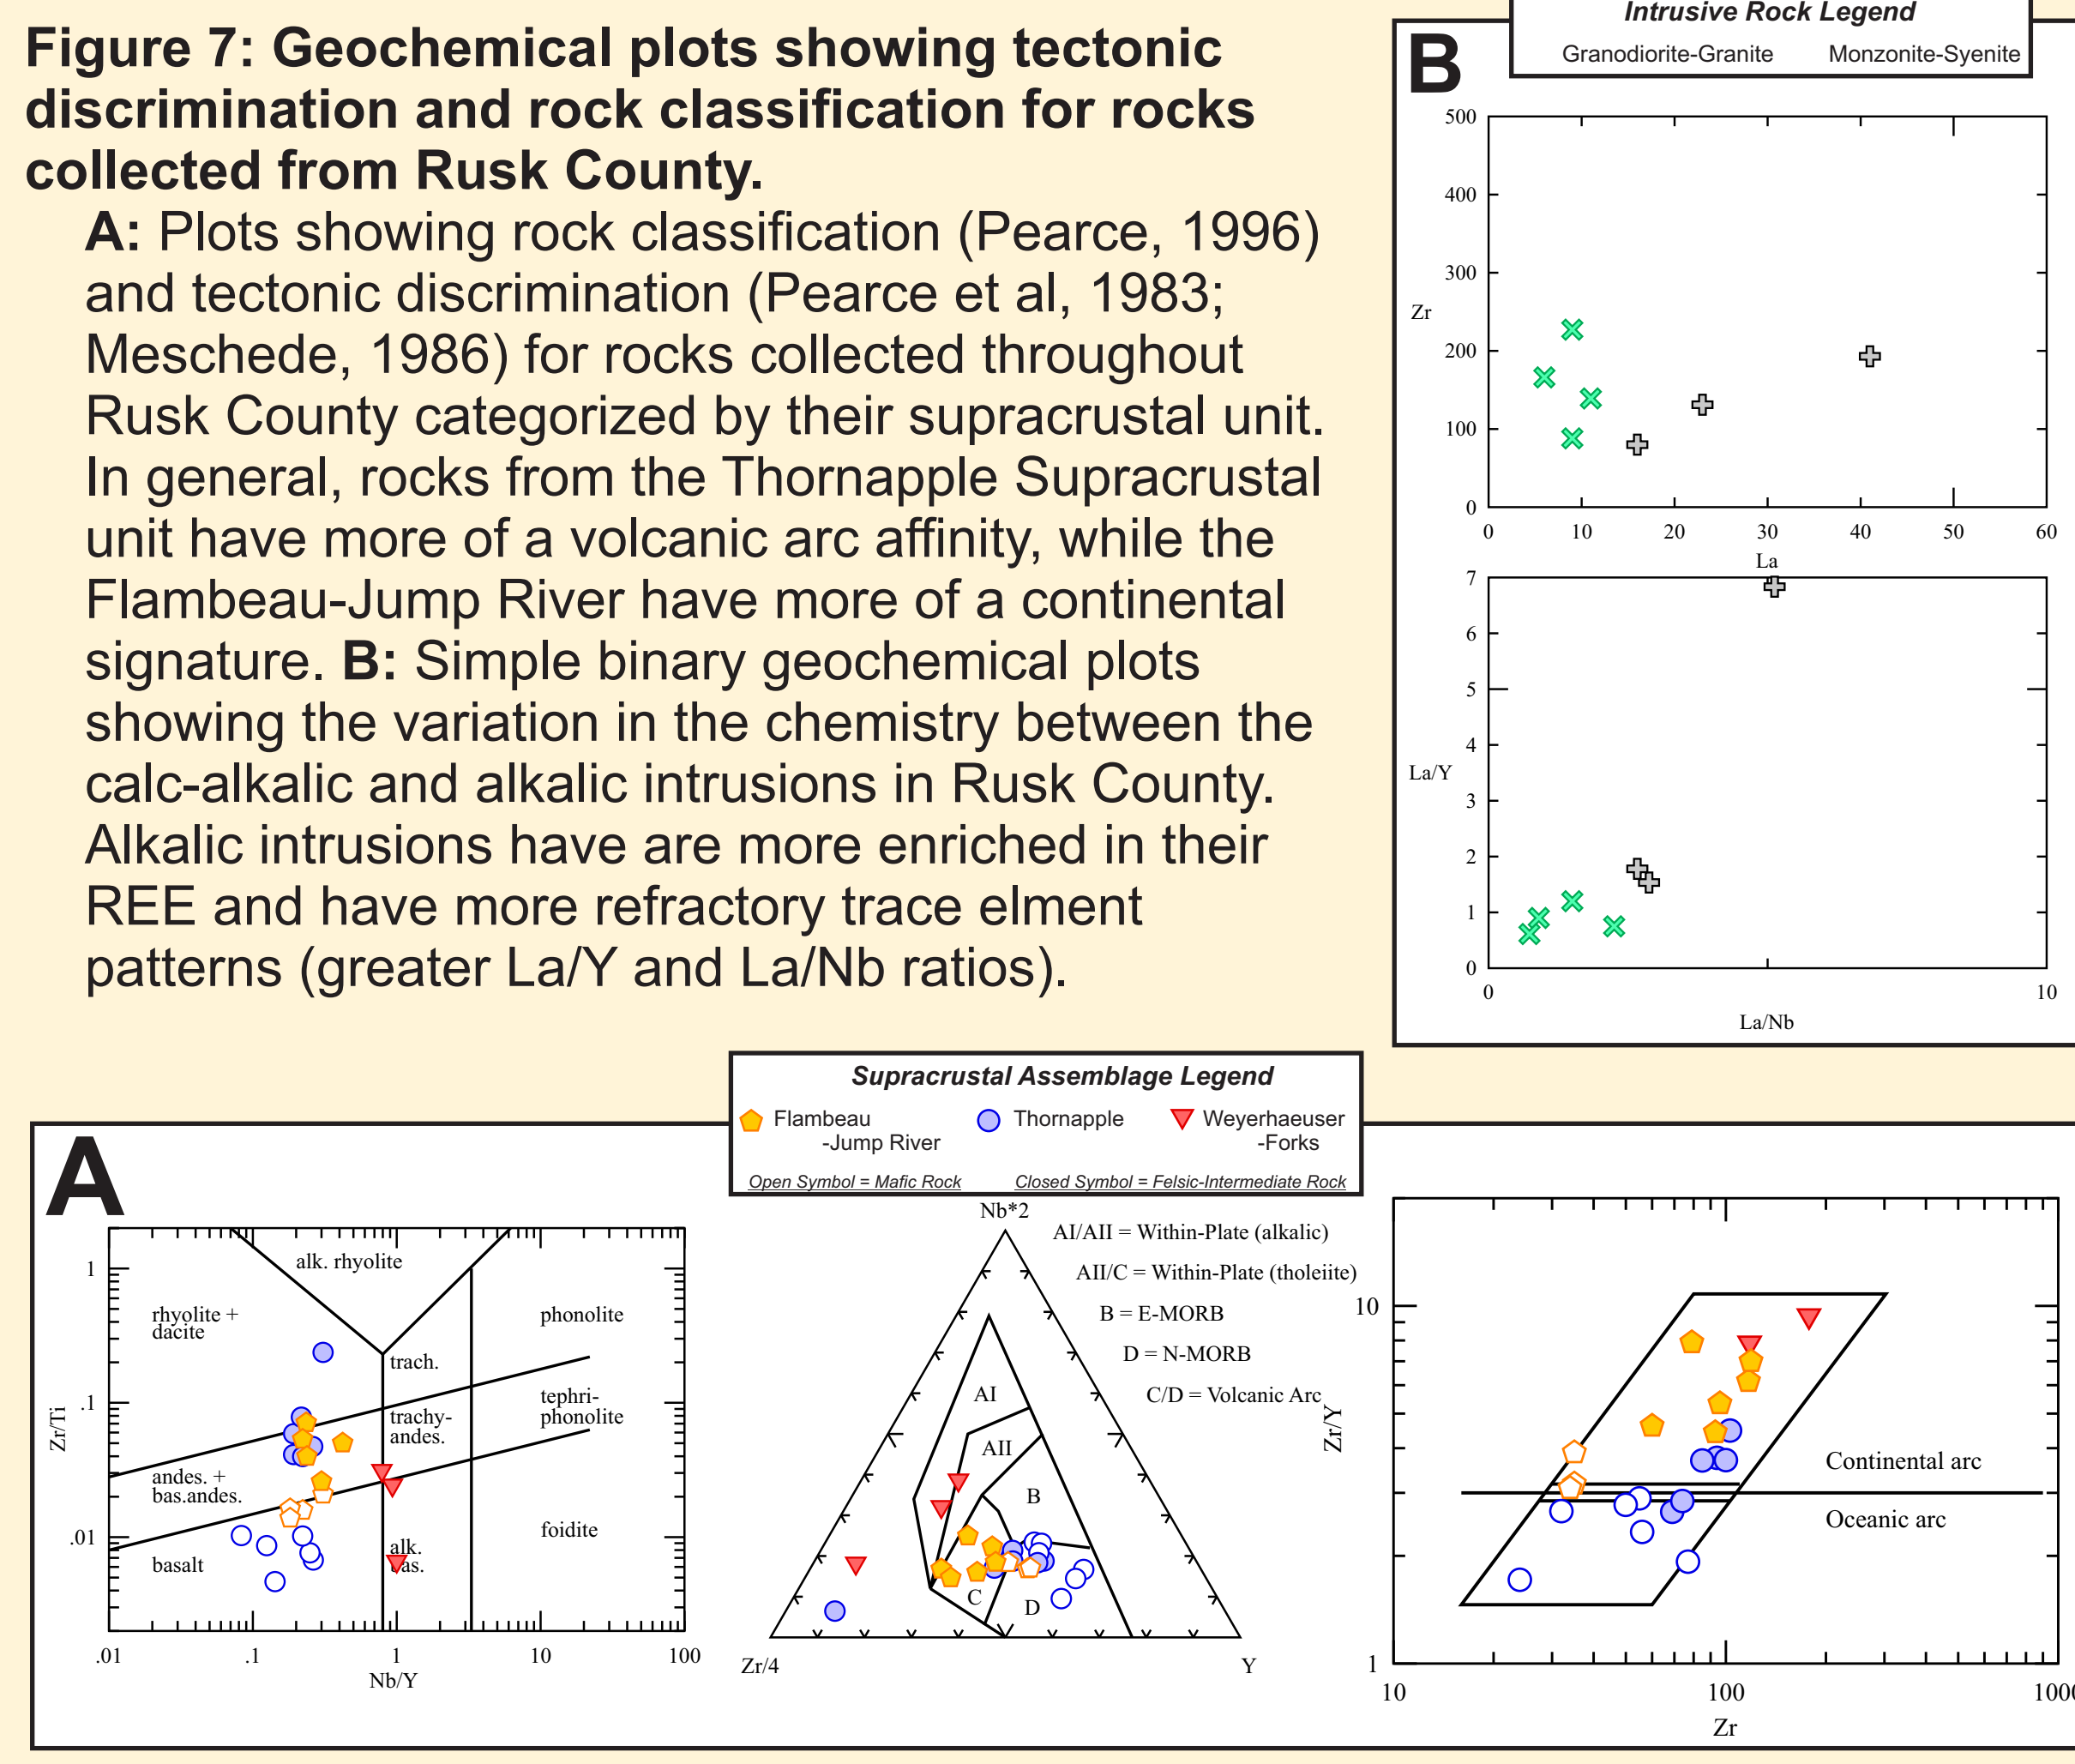 Figure 7: Geochemical plots showing tectonic
discrimination and rock classification for rocks
collected from Rusk County.
A: Plots showing rock classification (Pearce, 1996)
and tectonic discrimination (Pearce et al, 1983;
Meschede, 1986) for rocks collected throughout
Rusk County categorized by their supracrustal unit.
In general, rocks from the Thornapple Supracrustal
unit have more of a volcanic arc affinity, while the
Flambeau-Jump River have more of a continental
signature. B: Simple binary geochemical plots
showing the variation in the chemistry between the
calc-alkalic and alkalic intrusions in Rusk County.
Alkalic intrusions have are more enriched in their
REE and have more refractory trace elment
patterns (greater La/Y and La/Nb ratios).
B
Intrusive Rock Legend
Granodiorite-Granite Monzonite-Syenite
500
400
300
Zr
200
100
0
0 10 20 30 40 50 60
La
7
6
5
4
La/Y
3
2
1
0
0 10
La/Nb
Supracrustal Assemblage Legend
Flambeau Thornapple Weyerhaeuser
-Jump River -Forks
Open Symbol = Mafic Rock Closed Symbol = Felsic-Intermediate Rock
A
alk. rhyolite
rhyolite +
dacite
phonolite
trach.
tephri-
phonolite
trachy-
andes.
andes. +
bas.andes.
foidite
basalt
alk.
bas.
1
.1
.01
Zr/Ti
.01 .1 1 10 100
Nb/Y
Nb*2
AI/AII = Within-Plate (alkalic)
AII/C = Within-Plate (tholeiite)
B = E-MORB
D = N-MORB
C/D = Volcanic Arc
AI
AII
B
C
D
Zr/4 Y
10
Zr/Y
Continental arc
Oceanic arc
1
10 100 1000
Zr